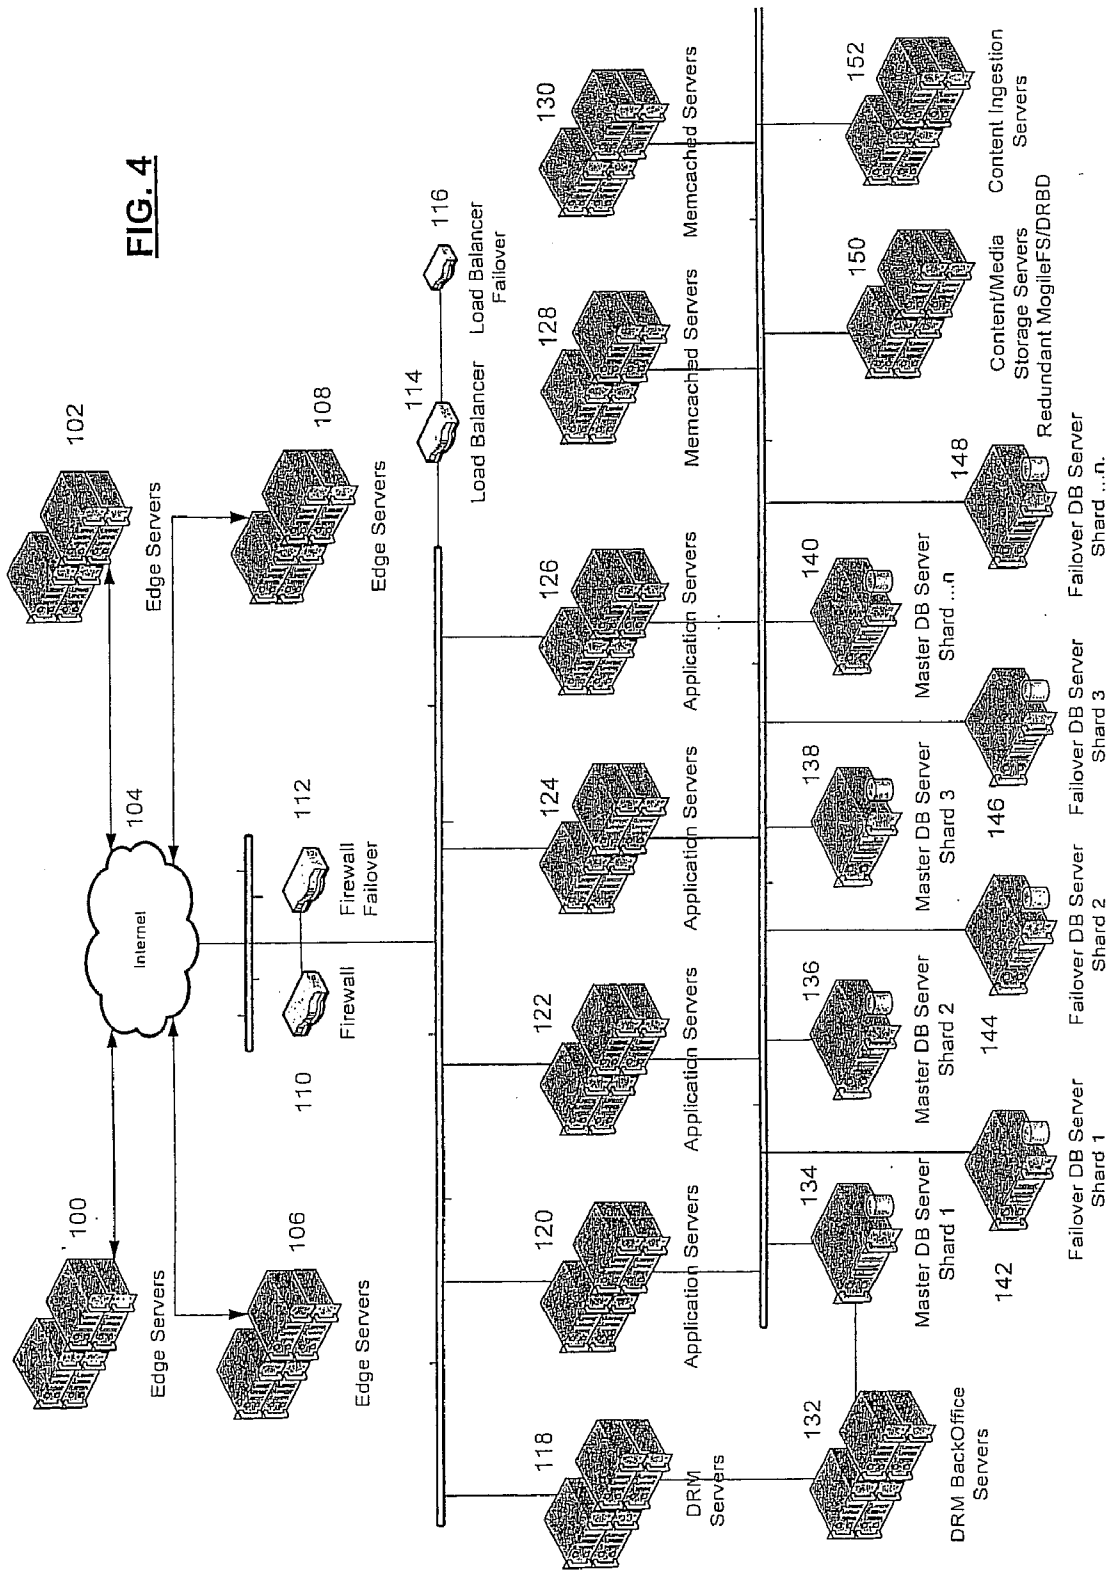 FIG. 4
100
Edge Servers
102
Edge Servers
104
Internet
106
Edge Servers
108
Edge Servers
110
Firewall
112
Firewall
Failover
114
Load Balancer
116
Load Balancer
Failover
118
DRM
Servers
120
Application Servers
122
Application Servers
124
Application Servers
126
Application Servers
128
Memcached Servers
130
Memcached Servers
132
DRM BackOffice
Servers
134
Master DB Server
Shard 1
136
Master DB Server
Shard 2
138
Master DB Server
Shard 3
140
Master DB Server
Shard ...n
142
Failover DB Server
Shard 1
144
Failover DB Server
Shard 2
146
Failover DB Server
Shard 3
148
Failover DB Server
Shard ...n.
150
Content/Media
Storage Servers
Redundant MogileFS/DRBD
152
Content Ingestion
Servers